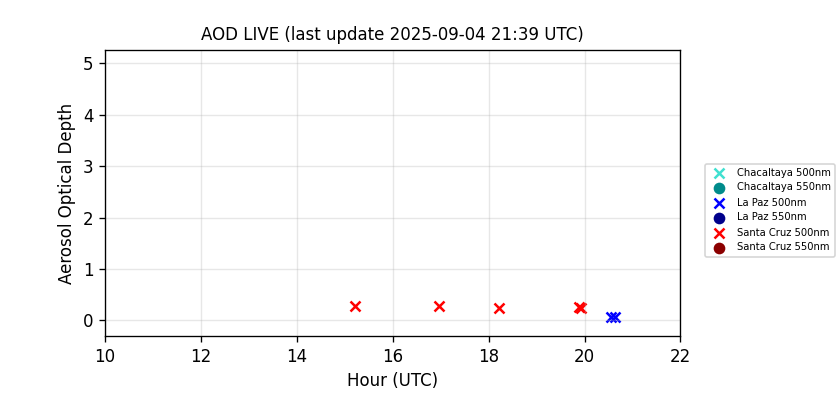 AOD LIVE (last update 2025-09-04 21:39 UTC)
Aerosol Optical Depth
5
4
3
2
1
0
10 12 14 16 18 20 22
Hour (UTC)
Chacaltaya 500nm
Chacaltaya 550nm
La Paz 500nm
La Paz 550nm
Santa Cruz 500nm
Santa Cruz 550nm